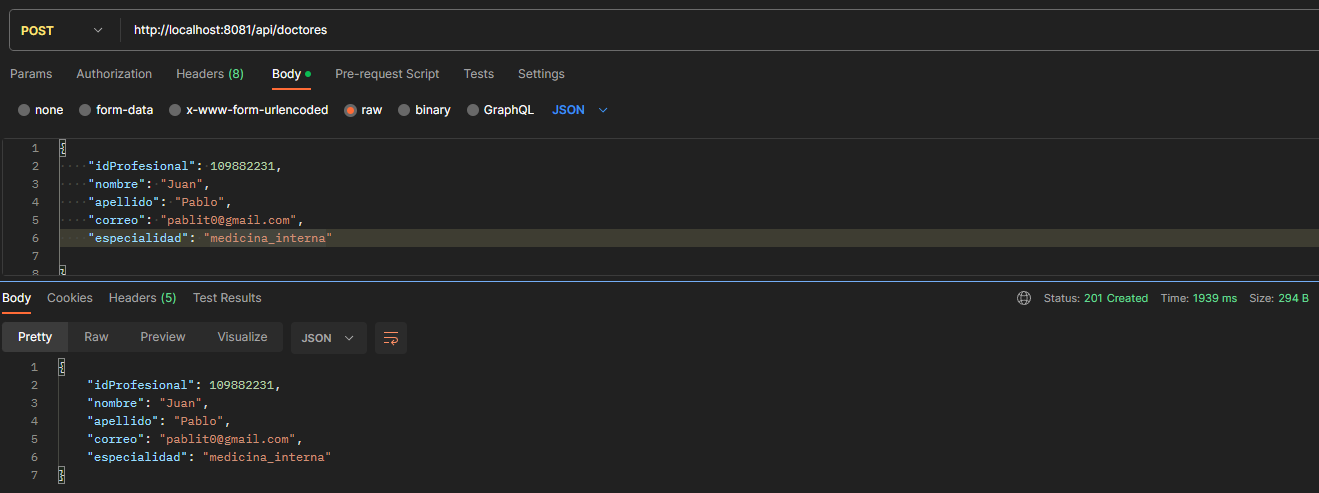 POST http://localhost:8081/api/doctores
Params Authorization Headers (8) Body Pre-request Script Tests Settings
none form-data x-www-form-urlencoded raw binary GraphQL JSON
1 {
2 "idProfesional": 109882231,
3 "nombre": "Juan",
4 "apellido": "Pablo",
5 "correo": "pablit0@gmail.com",
6 "especialidad": "medicina_interna"
7
8 }
Body Cookies Headers (5) Test Results Status: 201 Created Time: 1939 ms Size: 294 B
Pretty Raw Preview Visualize JSON
1 {
2 "idProfesional": 109882231,
3 "nombre": "Juan",
4 "apellido": "Pablo",
5 "correo": "pablit0@gmail.com",
6 "especialidad": "medicina_interna"
7 }